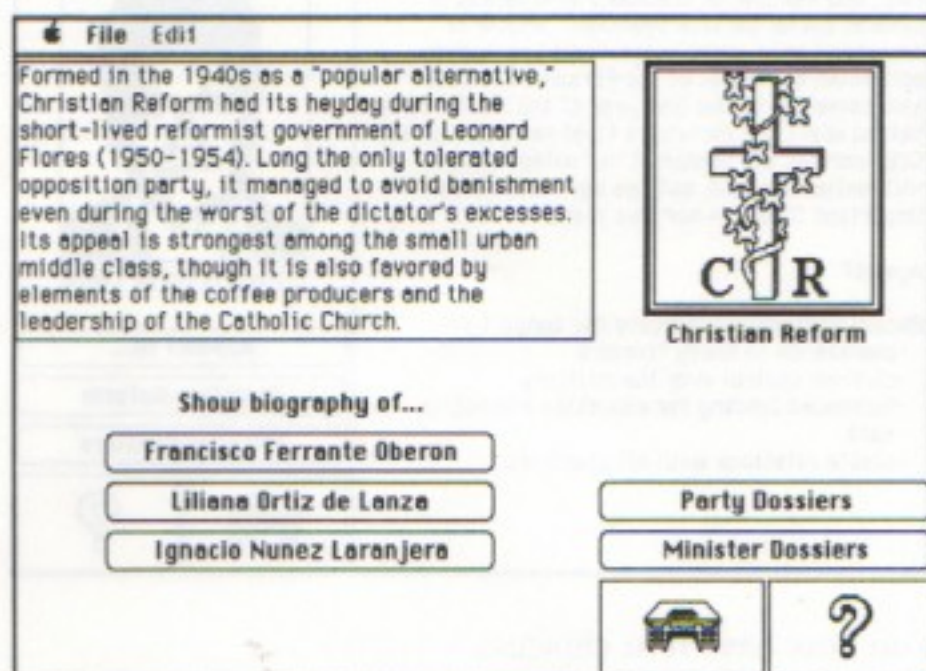 File Edit
Formed in the 1940s as a "popular alternative,"
Christian Reform had its heyday during the
short-lived reformist government of Leonard
Flores (1950-1954). Long the only tolerated
opposition party, it managed to avoid banishment
even during the worst of the dictator's excesses.
Its appeal is strongest among the small urban
middle class, though it is also favored by
elements of the coffee producers and the
leadership of the Catholic Church.
C R
Christian Reform
Show biography of...
Francisco Ferrante Oberon
Liliana Ortiz de Lanza
Ignacio Nunez Laranjera
Party Dossiers
Minister Dossiers
?